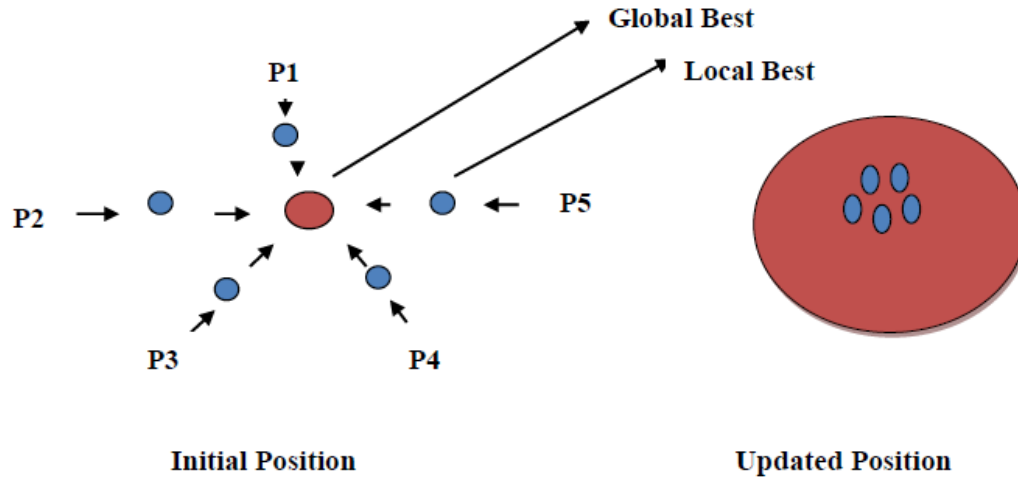 Global Best
Local Best
P1
P2
P5
P3
P4
Initial Position
Updated Position